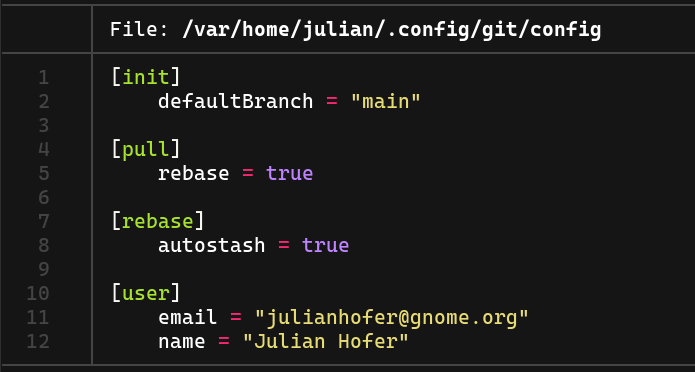 File: /var/home/julian/.config/git/config
1 [init]
2 defaultBranch = "main"
3
4 [pull]
5 rebase = true
6
7 [rebase]
8 autostash = true
9
10 [user]
11 email = "julianhofer@gnome.org"
12 name = "Julian Hofer"